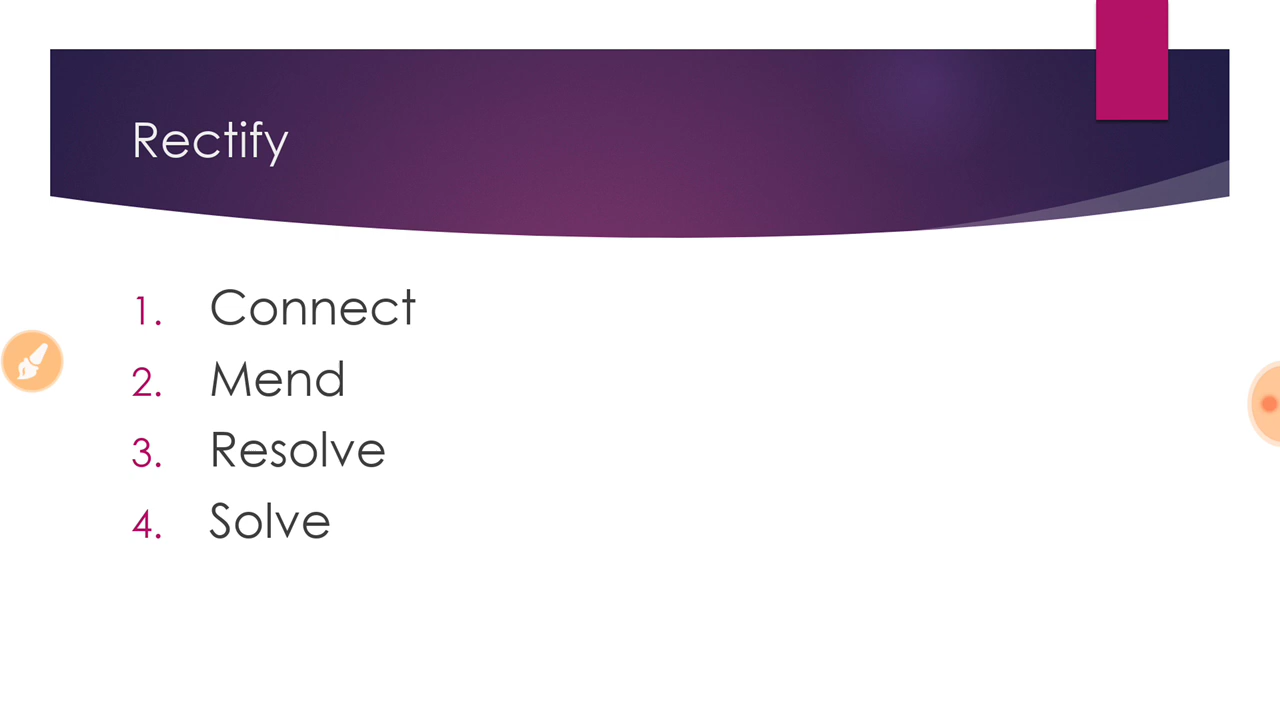 Rectify
1. Connect
2. Mend
3. Resolve
4. Solve